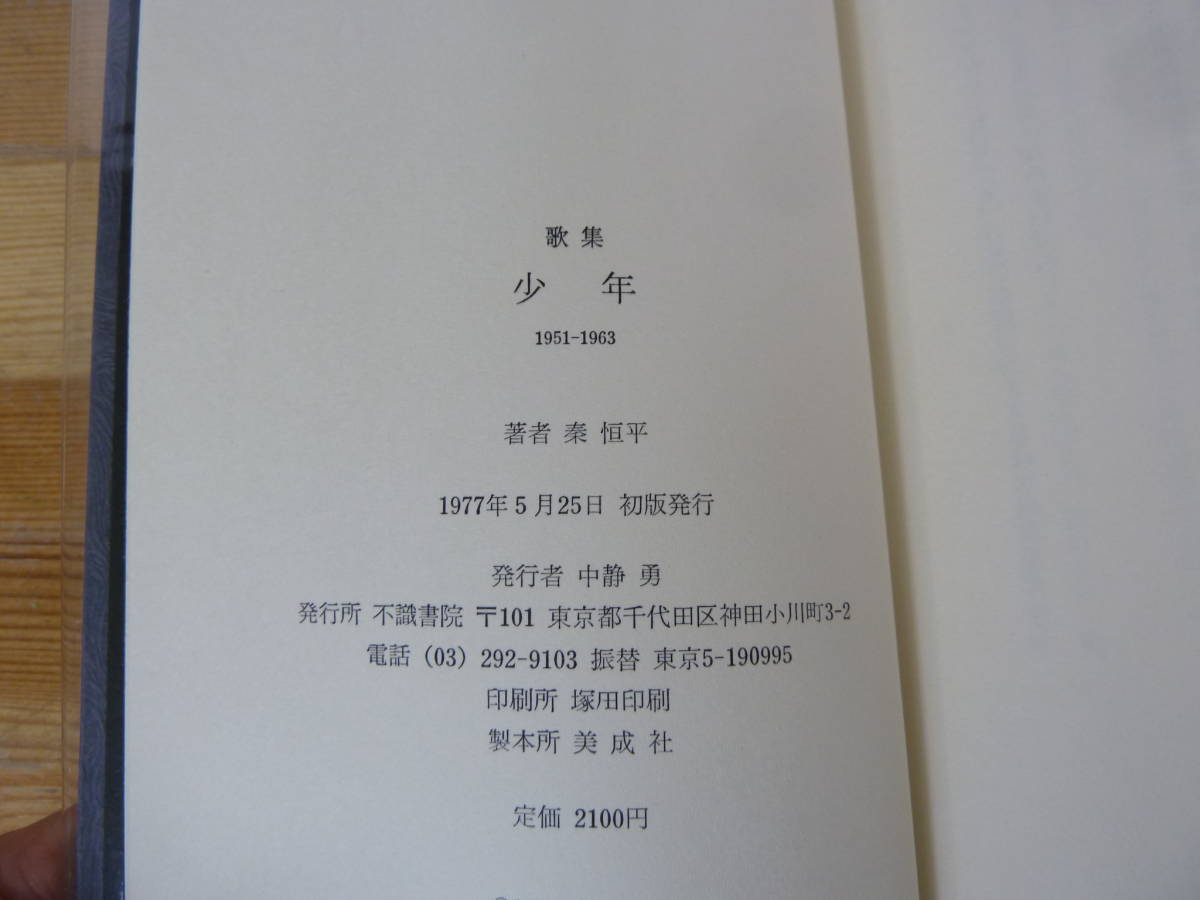 歌集
少年
1951-1963
著者 秦 恒平
1977年5月25日 初版発行
発行者 中静 勇
発行所 不識書院 〒101 東京都千代田区神田小川町3-2
電話 (03) 292-9103 振替 東京5-190995
印刷所 塚田印刷
製本所 美成社
定価 2100円